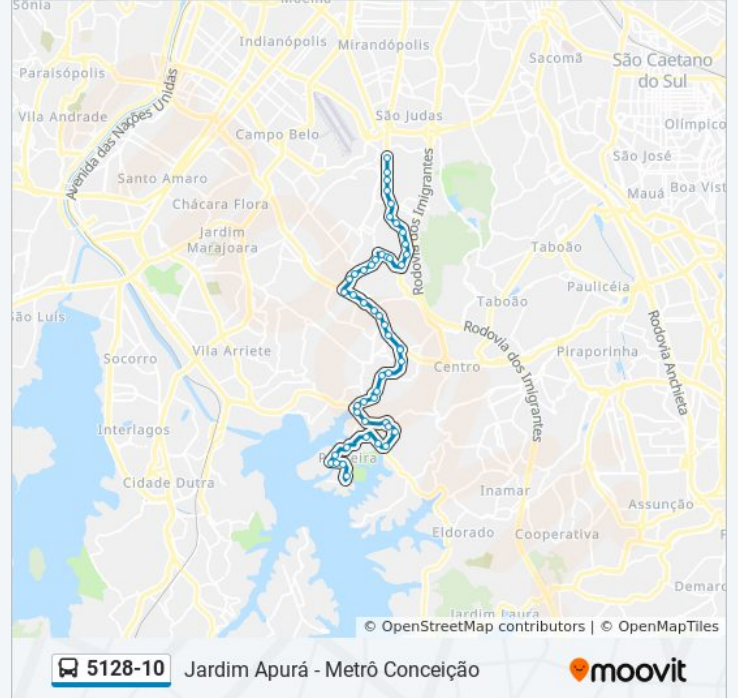 Sônia
Moema
Indianópolis
Mirandópolis
Sacomã
São Caetano
do Sul
Paraisópolis
Avenida das Nações Unidas
Vila Andrade
São Judas
Campo Belo
Olímpico
São José
Santo Amaro
Rodovia dos Imigrantes
Mauá
Boa Vist
Chácara Flora
Jardim
Marajoara
Taboão
Pauliceia
Taboão
ão Luís
Rodovia dos Imigrantes
Rodovia Anchieta
Socorro
Vila Arriete
Centro
Piraporinha
Interlagos
Cidade Dutra
Inamar
Assunção
Eldorado
Cooperativa
Demarc
Jardim Laura
© OpenStreetMap contributors | © OpenMapTiles
5128-10
Jardim Apurá - Metrô Conceição
moovit